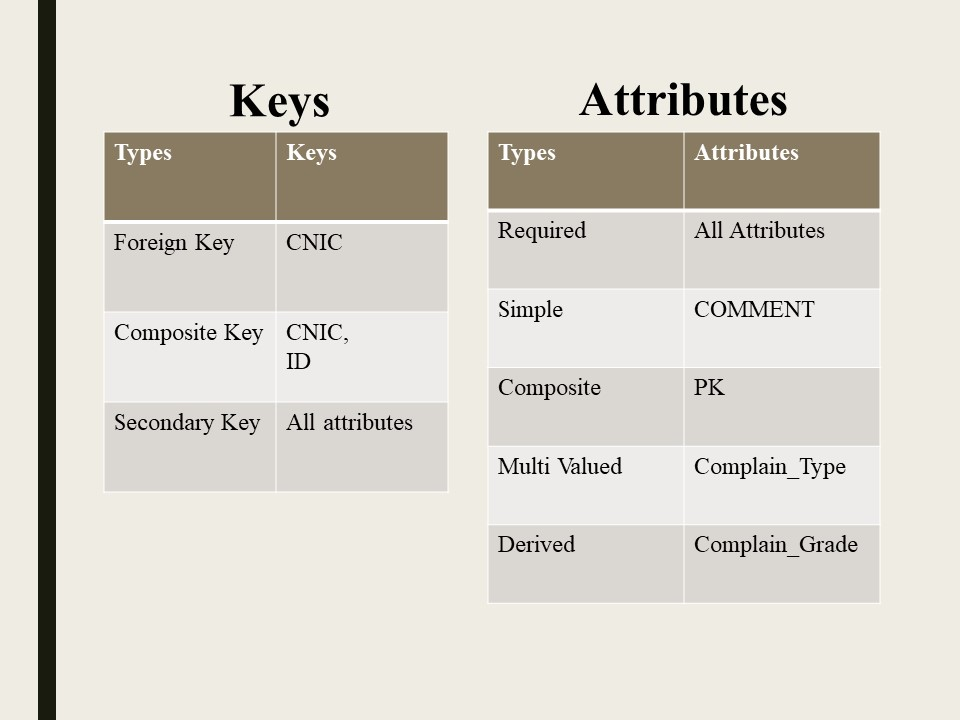 Keys
Types Keys
Foreign Key CNIC
Composite Key CNIC,
ID
Secondary Key All attributes
Attributes
Types Attributes
Required All Attributes
Simple COMMENT
Composite PK
Multi Valued Complain_Type
Derived Complain_Grade